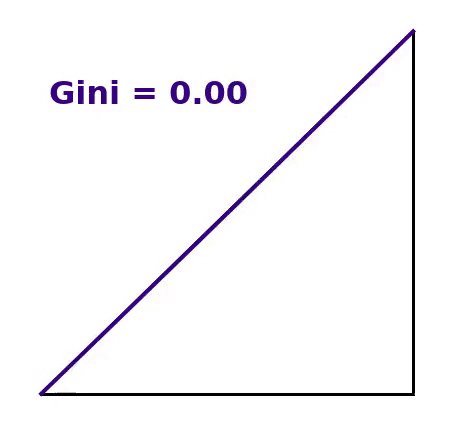 Gini = 0.00